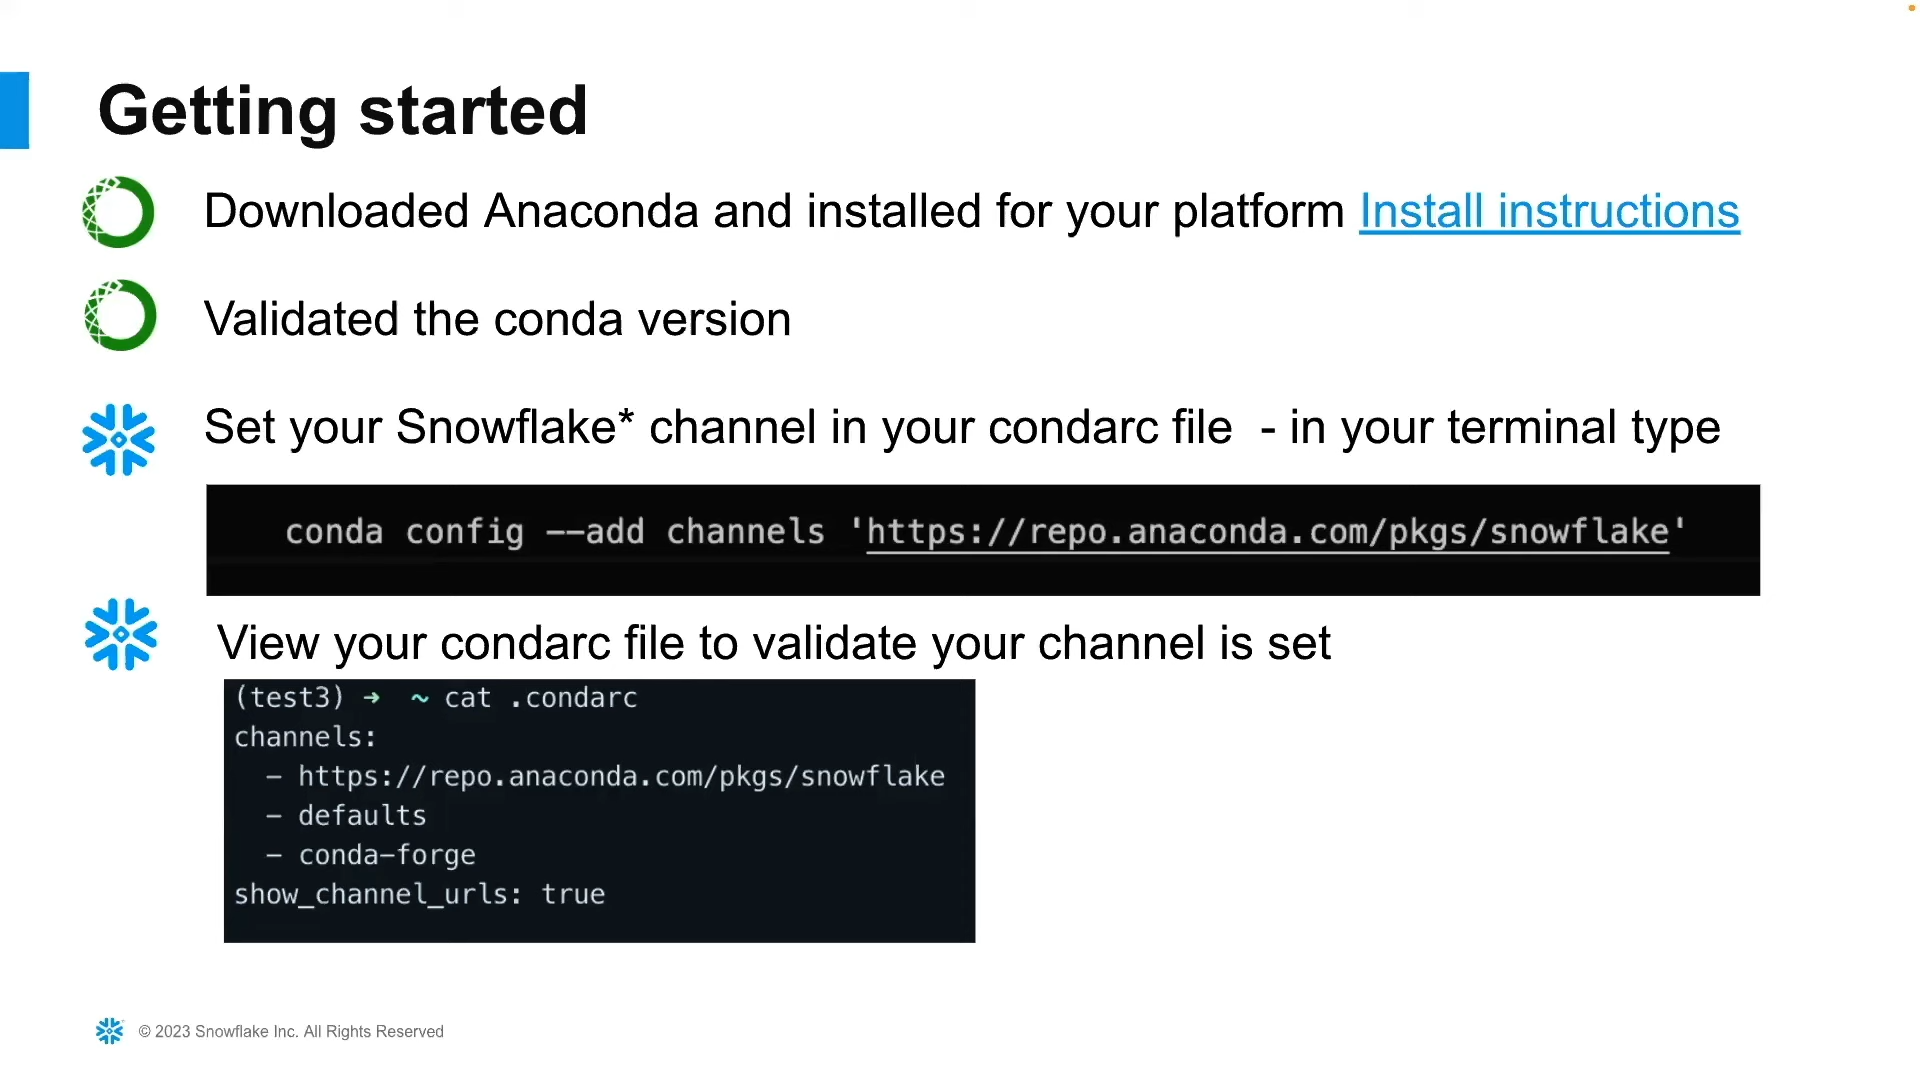 Getting started
Downloaded Anaconda and installed for your platform Install instructions
Validated the conda version
Set your Snowflake* channel in your condarc file  - in your terminal type
conda config --add channels 'https://repo.anaconda.com/pkgs/snowflake'
View your condarc file to validate your channel is set
(test3) ➜  ~ cat .condarc
channels:
  - https://repo.anaconda.com/pkgs/snowflake
  - defaults
  - conda-forge
show_channel_urls: true
© 2023 Snowflake Inc. All Rights Reserved